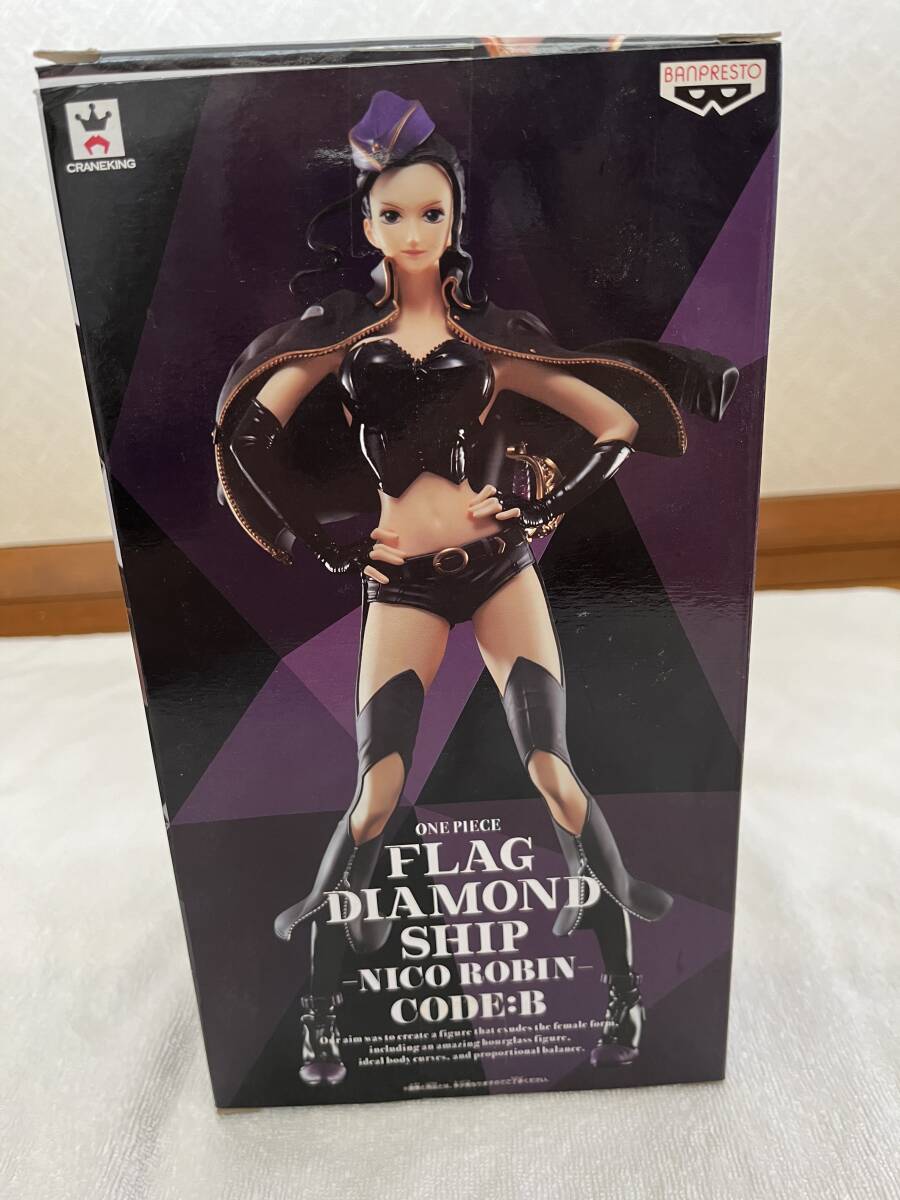 CRANEKING
BANPRESTO
ONE PIECE
FLAG
DIAMOND
SHIP
-NICO ROBIN-
CODE:B
Our aim was to create a figure that exudes the female form,
including an amazing hourglass figure,
ideal body curves, and proportional balance.